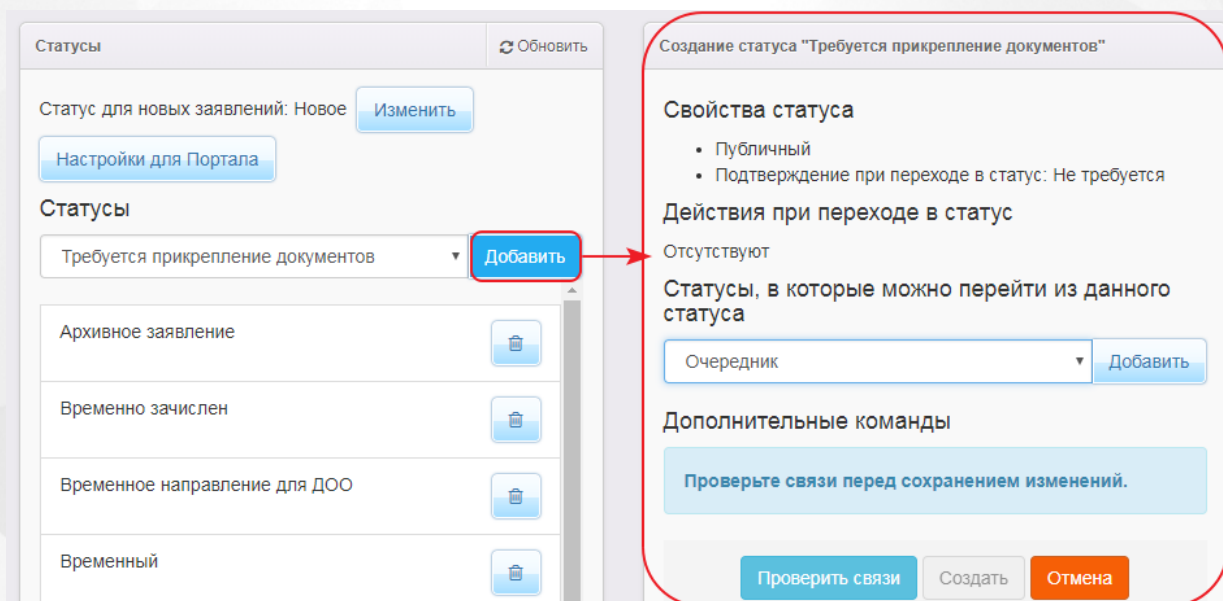 Статусы
Обновить
Статус для новых заявлений: Новое
Изменить
Настройки для Портала
Статусы
Требуется прикрепление документов
Добавить
Архивное заявление
Временно зачислен
Временное направление для ДОО
Временный
Создание статуса "Требуется прикрепление документов"
Свойства статуса
• Публичный
• Подтверждение при переходе в статус: Не требуется
Действия при переходе в статус
Отсутствуют
Статусы, в которые можно перейти из данного
статуса
Очередник
Добавить
Дополнительные команды
Проверьте связи перед сохранением изменений.
Проверить связи
Создать
Отмена